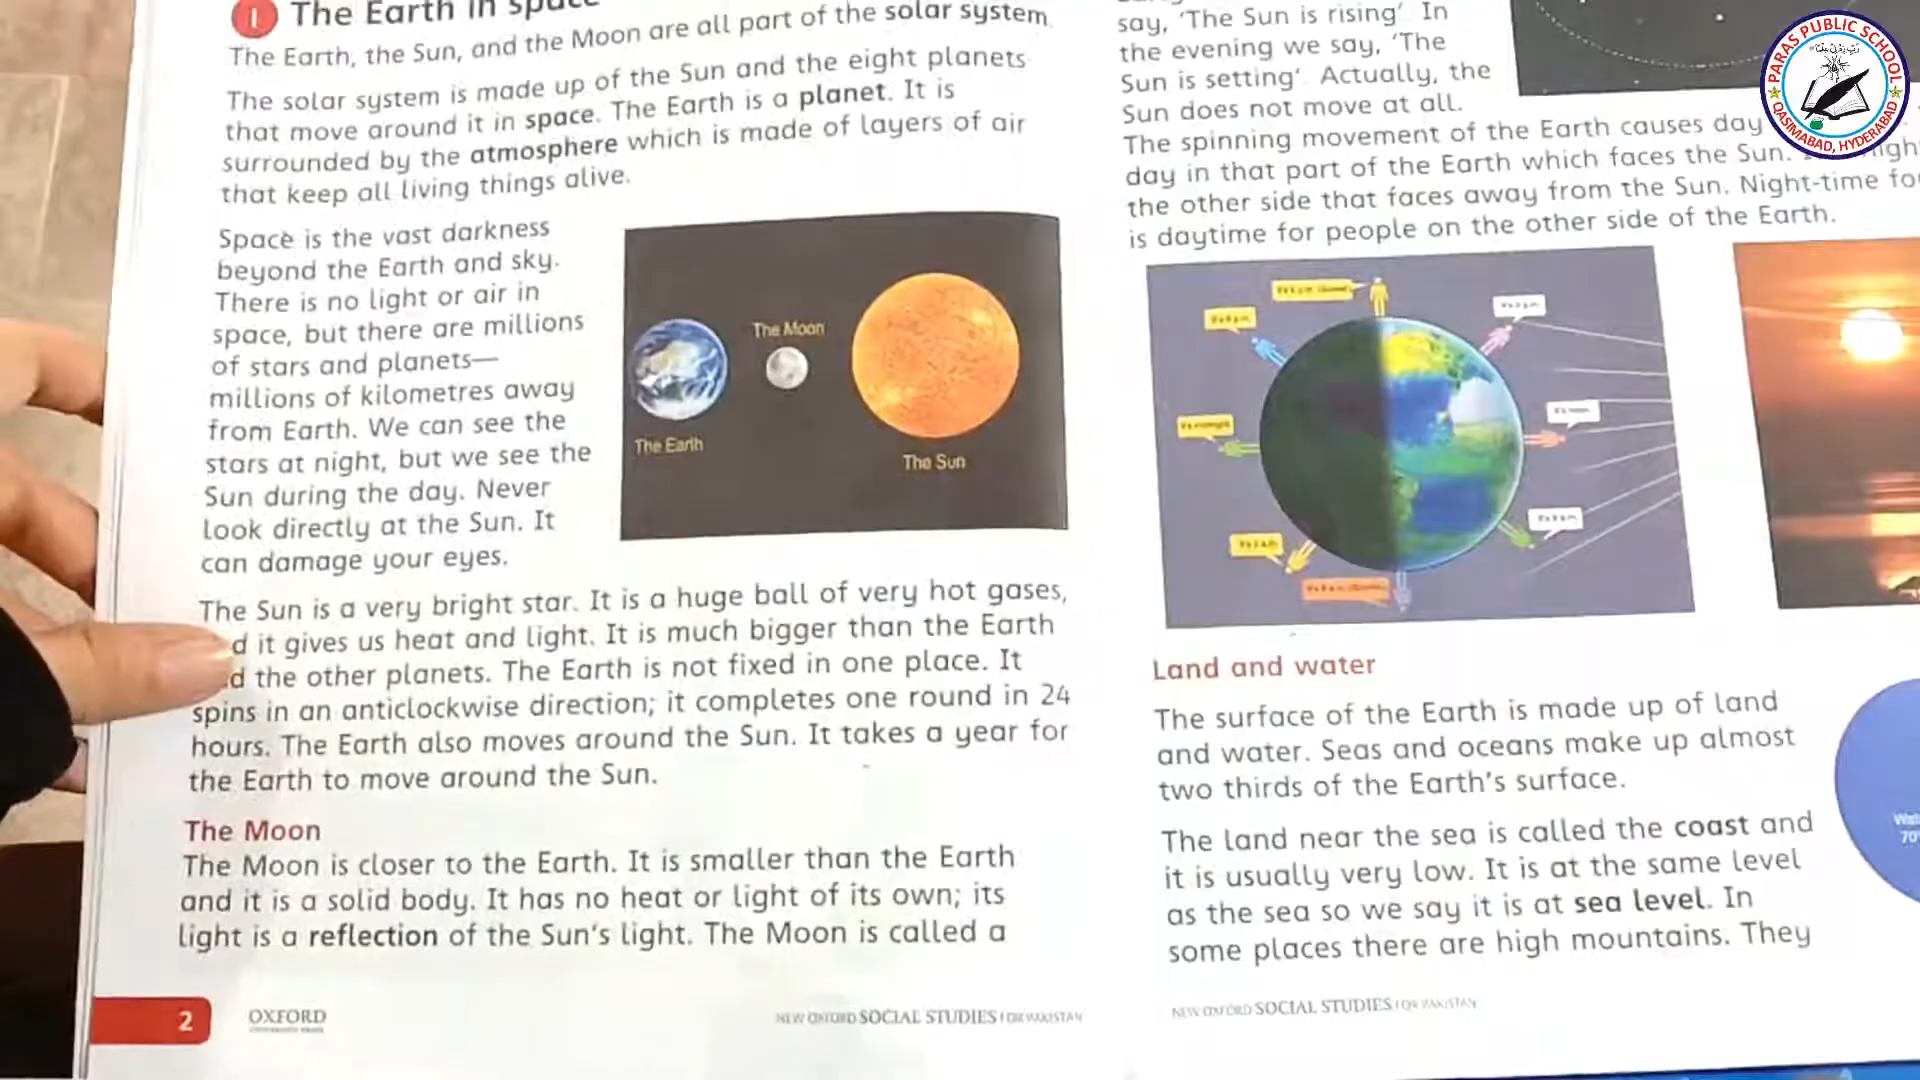 1 The Earth in space
The Earth, the Sun, and the Moon are all part of the solar system
The solar system is made up of the Sun and the eight planets
that move around it in space. The Earth is a planet. It is
surrounded by the atmosphere which is made of layers of air
that keep all living things alive.
Space is the vast darkness
beyond the Earth and sky.
There is no light or air in
space, but there are millions
of stars and planets—
millions of kilometres away
from Earth. We can see the
stars at night, but we see the
Sun during the day. Never
look directly at the Sun. It
can damage your eyes.
The Earth
The Moon
The Sun
The Sun is a very bright star. It is a huge ball of very hot gases,
d it gives us heat and light. It is much bigger than the Earth
d the other planets. The Earth is not fixed in one place. It
spins in an anticlockwise direction; it completes one round in 24
hours. The Earth also moves around the Sun. It takes a year for
the Earth to move around the Sun.
The Moon
The Moon is closer to the Earth. It is smaller than the Earth
and it is a solid body. It has no heat or light of its own; its
light is a reflection of the Sun's light. The Moon is called a
2
OXFORD
NEW OXFORD SOCIAL STUDIES FOR PAKISTAN
say, 'The Sun is rising' In
the evening we say, 'The
Sun is setting' Actually, the
Sun does not move at all.
The spinning movement of the Earth causes day
day in that part of the Earth which faces the Sun.
the other side that faces away from the Sun. Night-time fo
is daytime for people on the other side of the Earth.
Land and water
The surface of the Earth is made up of land
and water. Seas and oceans make up almost
two thirds of the Earth's surface.
The land near the sea is called the coast and
it is usually very low. It is at the same level
as the sea so we say it is at sea level. In
some places there are high mountains. They
NEW OXFORD SOCIAL STUDIES FOR PAKISTAN
PARAS PUBLIC SCHOOL
QASIMABAD, HYDERABAD